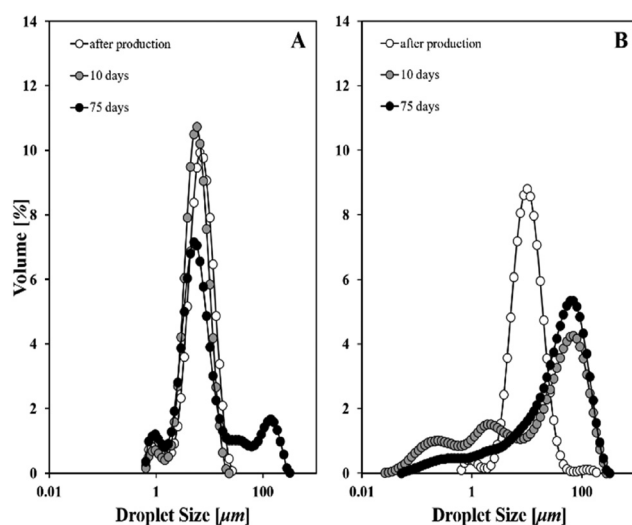 A
after production
10 days
75 days
14
12
10
8
6
4
2
0
0.01
1
100
Volume [%]
Droplet Size [µm]
B
after production
10 days
75 days
14
12
10
8
6
4
2
0
0.01
1
100
Droplet Size [µm]